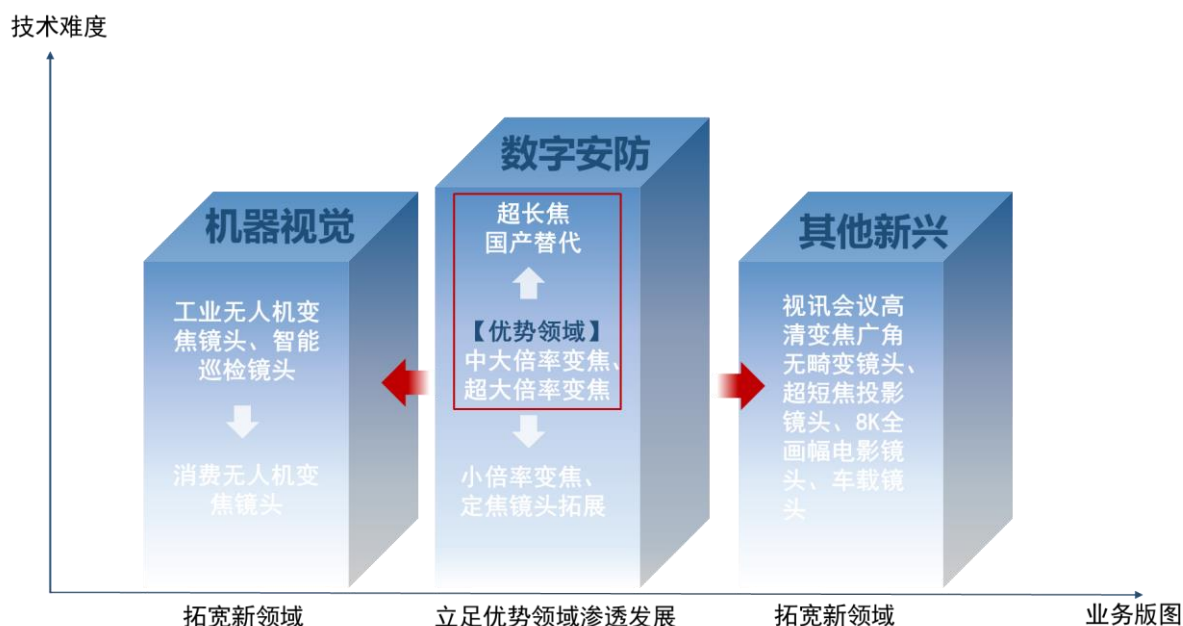 技术难度
数字安防
超长焦
国产替代
【优势领域】
中大倍率变焦、
超大倍率变焦
小倍率变焦、
定焦镜头拓展
机器视觉
工业无人机变
焦镜头、智能
巡检镜头
消费无人机变
焦镜头
其他新兴
视讯会议高
清变焦广角
无畸变镜头、
超短焦投影
镜头、8K全
画幅电影镜
头、车载镜
头
拓宽新领域
立足优势领域渗透发展
拓宽新领域
业务版图